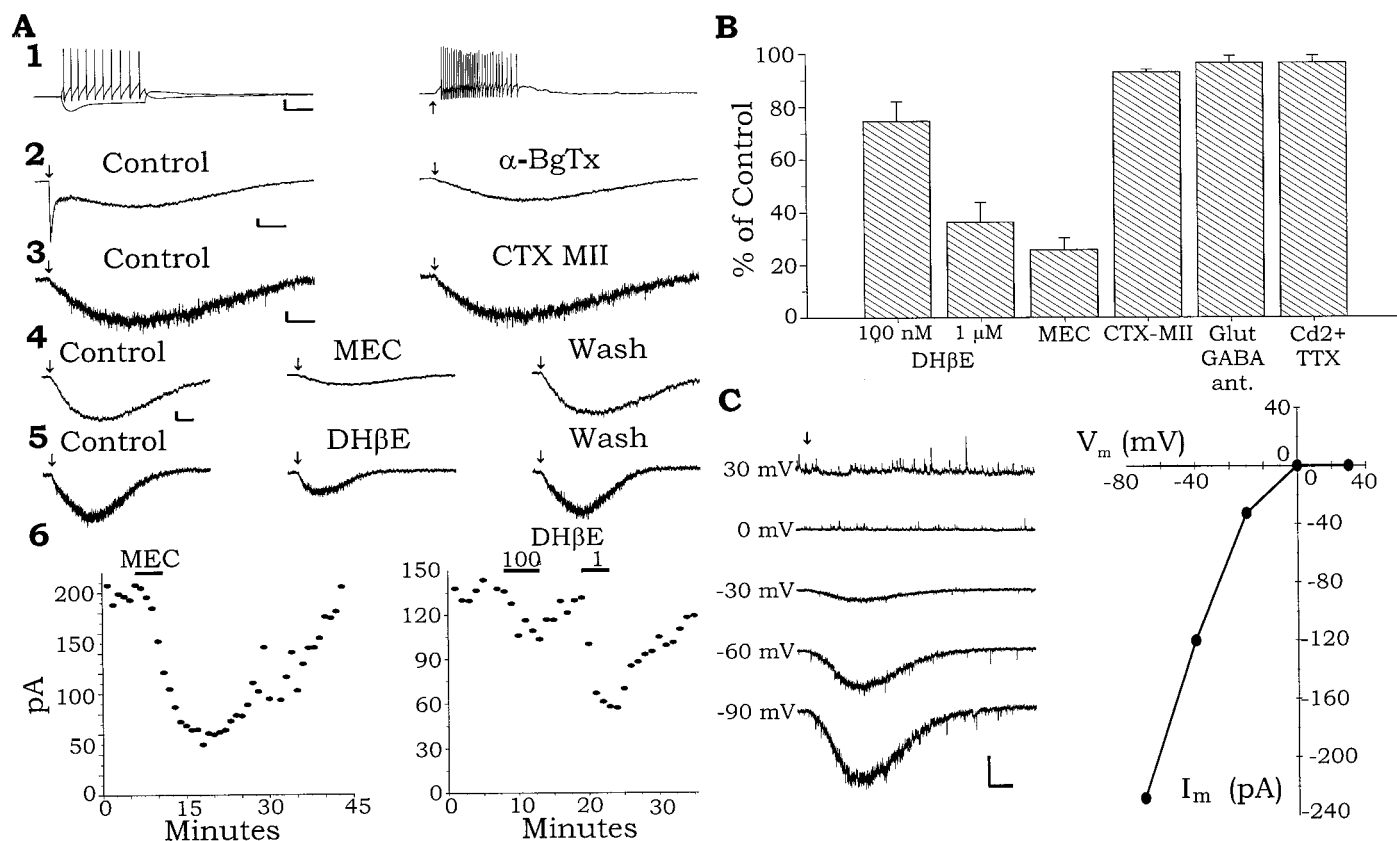 A
1
2 Control α-BgTx
3 Control CTX MII
4 Control MEC Wash
5 Control DHβE Wash
6
MEC
200
150
100
50
0
pA
0 15 30 45
Minutes
DHβE
100 1
150
120
90
60
30
0
0 10 20 30
Minutes
B
% of Control
100
80
60
40
20
0
100 nM 1 µM MEC CTX-MII Glut Cd2+
DHβE GABA TTX
ant.
C
30 mV
0 mV
-30 mV
-60 mV
-90 mV
Vm (mV)
-80 -40 0 40
40
0
-40
-80
-120
-160
-200
-240
Im (pA)